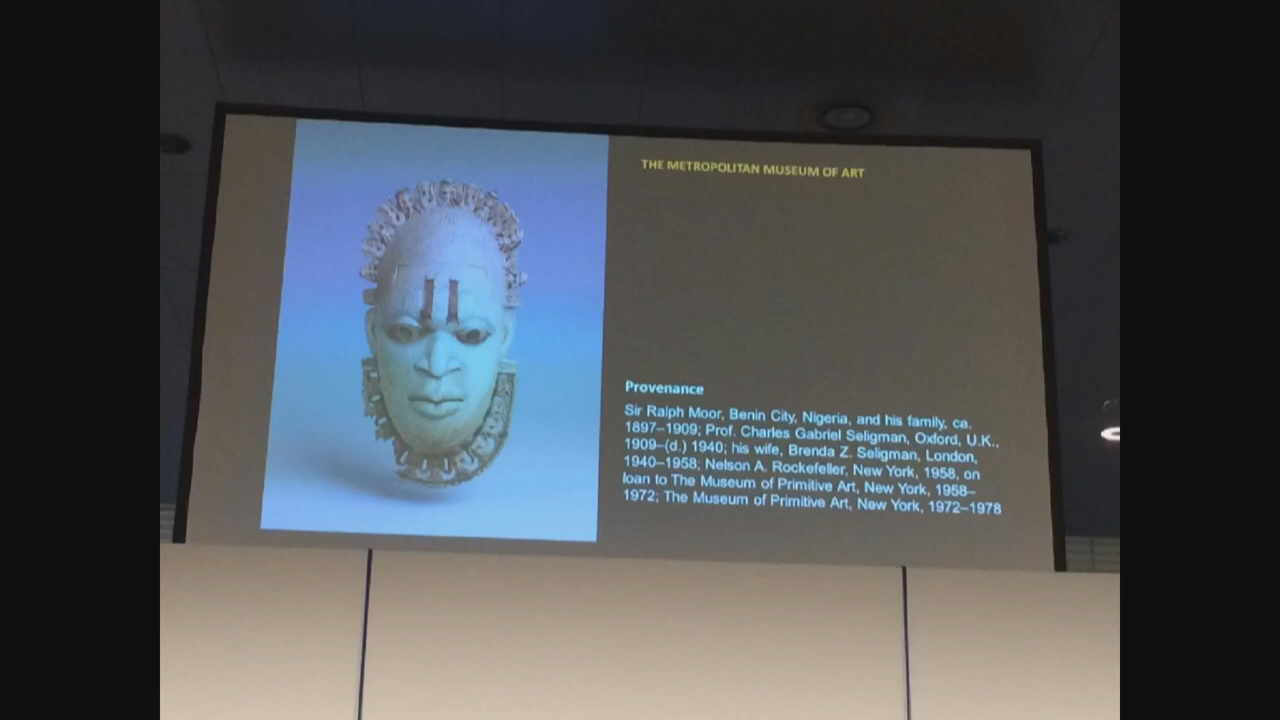 THE METROPOLITAN MUSEUM OF ART
Provenance
Sir Ralph Moor, Benin City, Nigeria, and his family, ca.
1897–1909; Prof. Charles Gabriel Seligman, Oxford, U.K.,
1909–(d.) 1940; his wife, Brenda Z. Seligman, London,
1940–1958; Nelson A. Rockefeller, New York, 1958, on
loan to The Museum of Primitive Art, New York, 1958–
1972; The Museum of Primitive Art, New York, 1972–1978